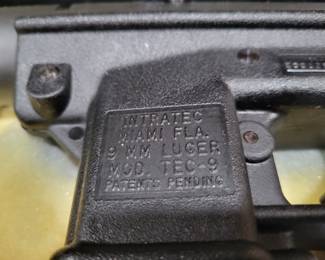 INTRATEC
MIAMI FLA.
9 MM LUGER
MOD. TEC-9
PATENTS PENDING